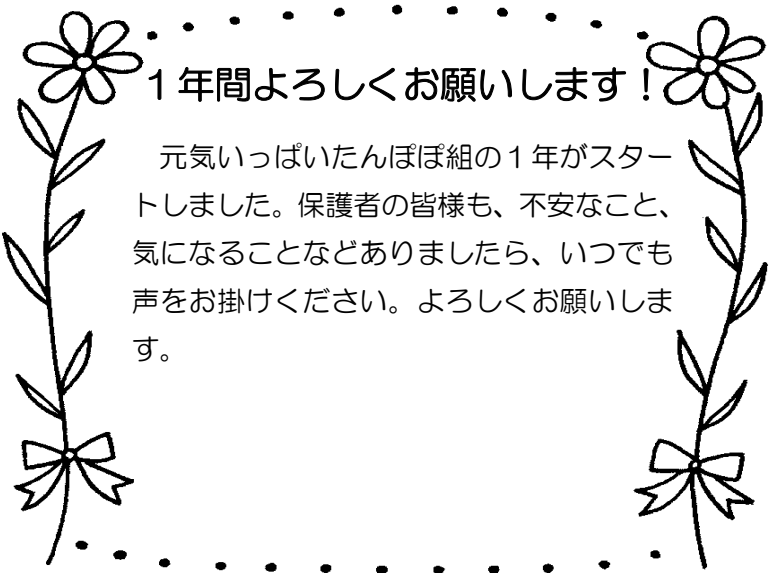 １年間よろしくお願いします！
　元気いっぱいたんぽぽ組の１年がスター
トしました。保護者の皆様も、不安なこと、
気になることなどありましたら、いつでも
声をお掛けください。よろしくお願いしま
す。